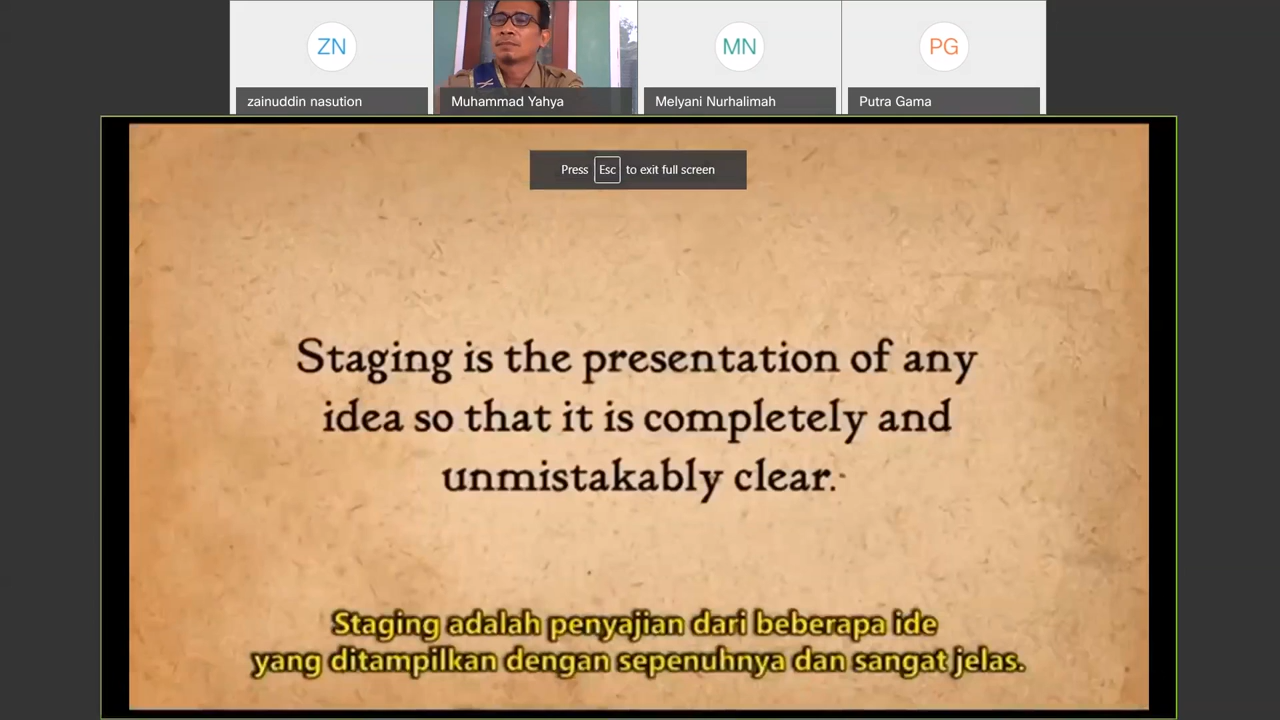 ZN
MN
PG
zainuddin nasution
Muhammad Yahya
Melyani Nurhalimah
Putra Gama
Press Esc to exit full screen
Staging is the presentation of any
idea so that it is completely and
unmistakably clear.
Staging adalah penyajian dari beberapa ide
yang ditampilkan dengan sepenuhnya dan sangat jelas.